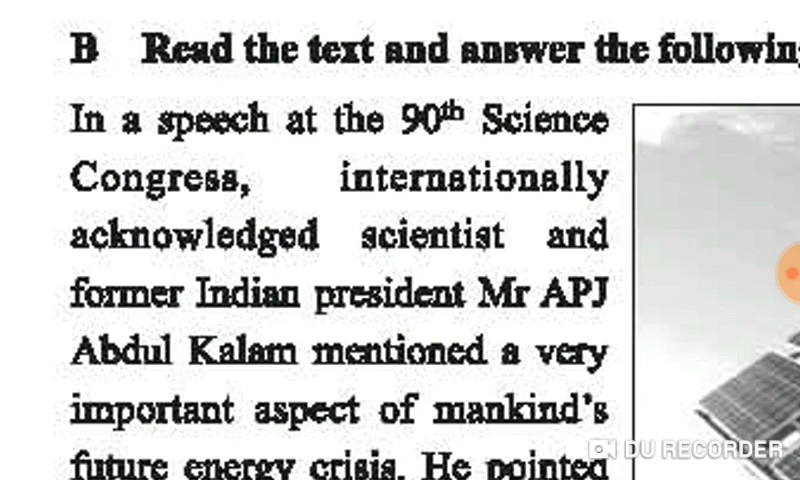 B Read the text and answer the following
In a speech at the 90th Science
Congress, internationally
acknowledged scientist and
former Indian president Mr APJ
Abdul Kalam mentioned a very
important aspect of mankind's
future energy crisis. He pointed
DU RECORDER